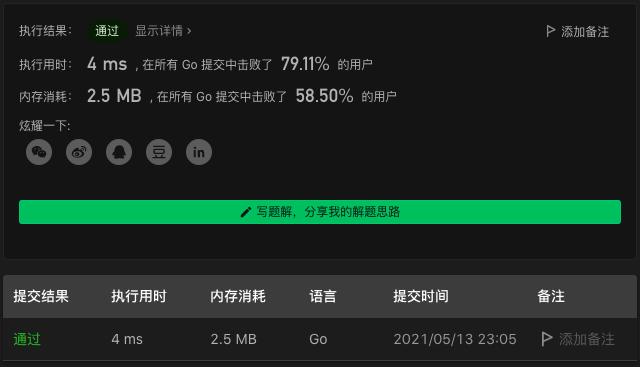 执行结果： 通过 显示详情 › 添加备注
执行用时： 4 ms , 在所有 Go 提交中击败了 79.11% 的用户
内存消耗： 2.5 MB , 在所有 Go 提交中击败了 58.50% 的用户
炫耀一下:
豆 in
写题解，分享我的解题思路
提交结果 执行用时 内存消耗 语言 提交时间 备注
通过 4 ms 2.5 MB Go 2021/05/13 23:05 添加备注